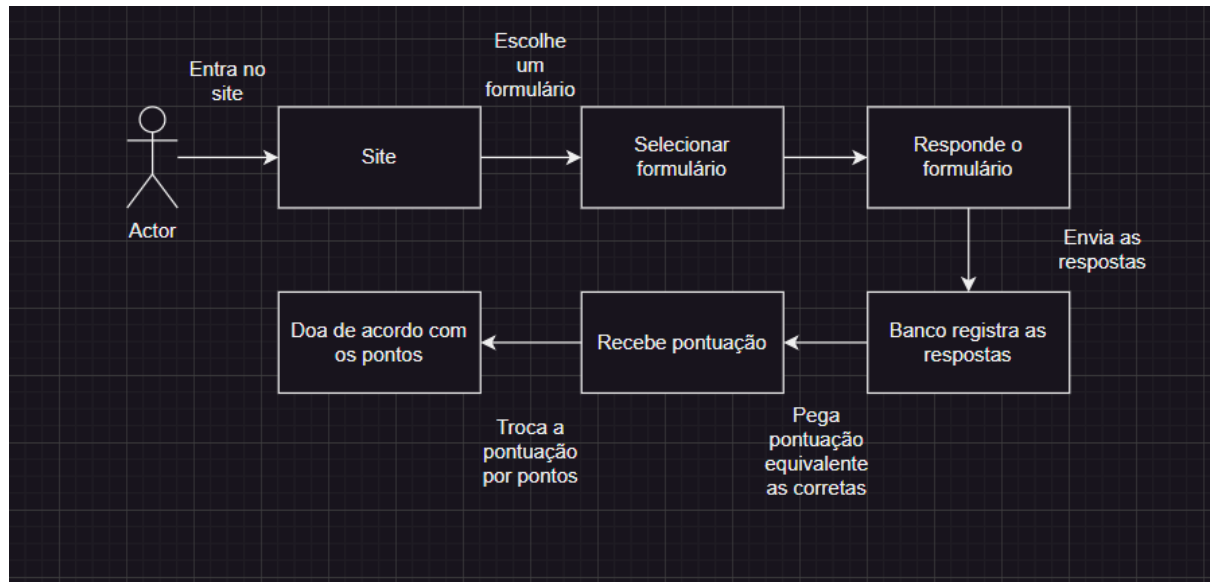 Entra no
site
Actor
Site
Escolhe
um
formulário
Selecionar
formulário
Responde o
formulário
Envia as
respostas
Banco registra as
respostas
Pega
pontuação
equivalente
as corretas
Recebe pontuação
Troca a
pontuação
por pontos
Doa de acordo com
os pontos